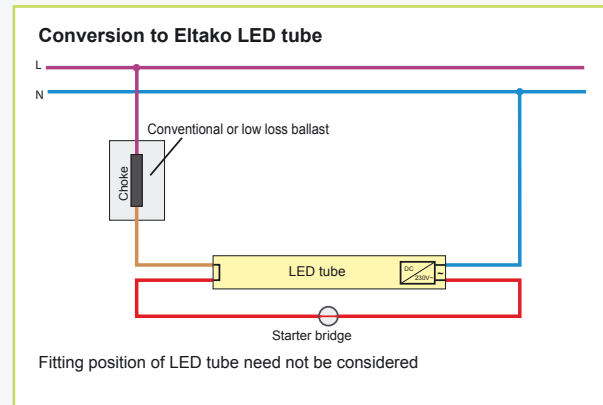 Conversion to Eltako LED tube
L
N
Conventional or low loss ballast
Choke
LED tube
DC
230V~
~
Starter bridge
Fitting position of LED tube need not be considered